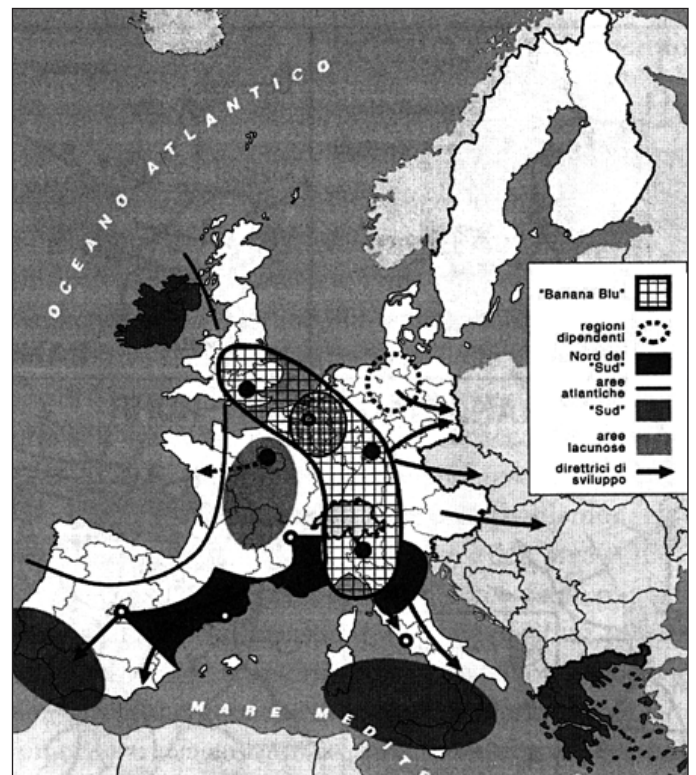 OCEANO ATLANTICO
"Banana Blu"
regioni
dipendenti
Nord del
"Sud"
aree
atlantiche
"Sud"
aree
lacunose
direttrici di
sviluppo
MARE MEDITE